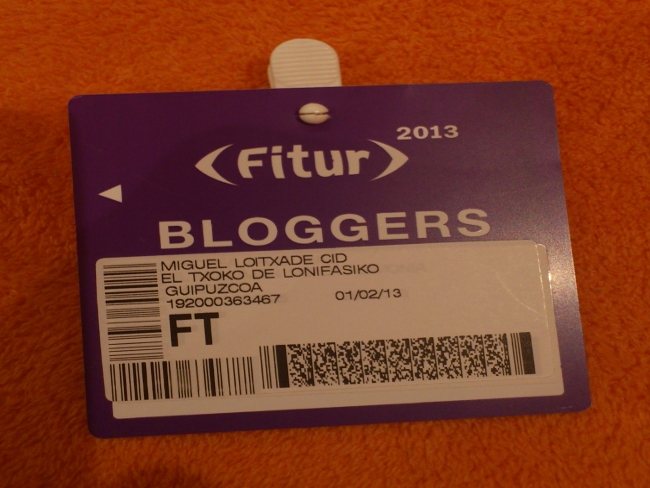 2013
Fitur
BLOGGERS
MIGUEL LOITXADE CID
EL TXOKO DE LONIFASIKO
GUIPUZCOA
192000363467 01/02/13
FT